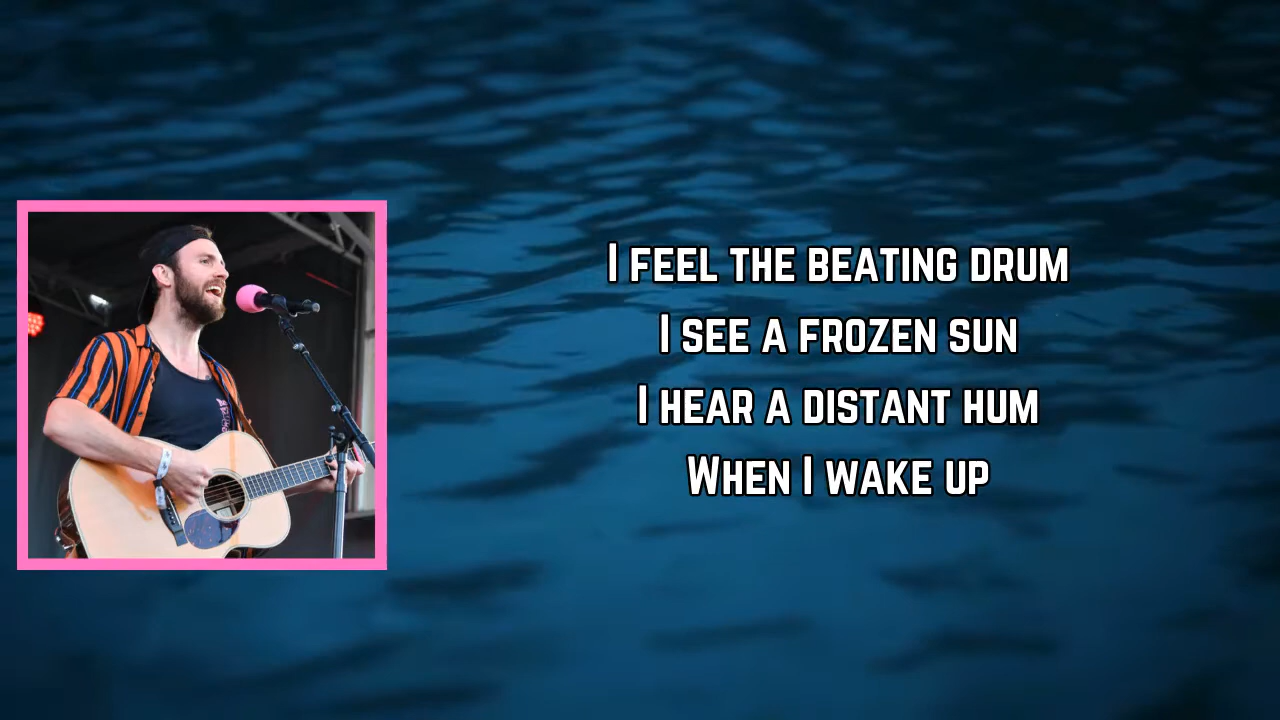 I feel the beating drum
I see a frozen sun
I hear a distant hum
When I wake up